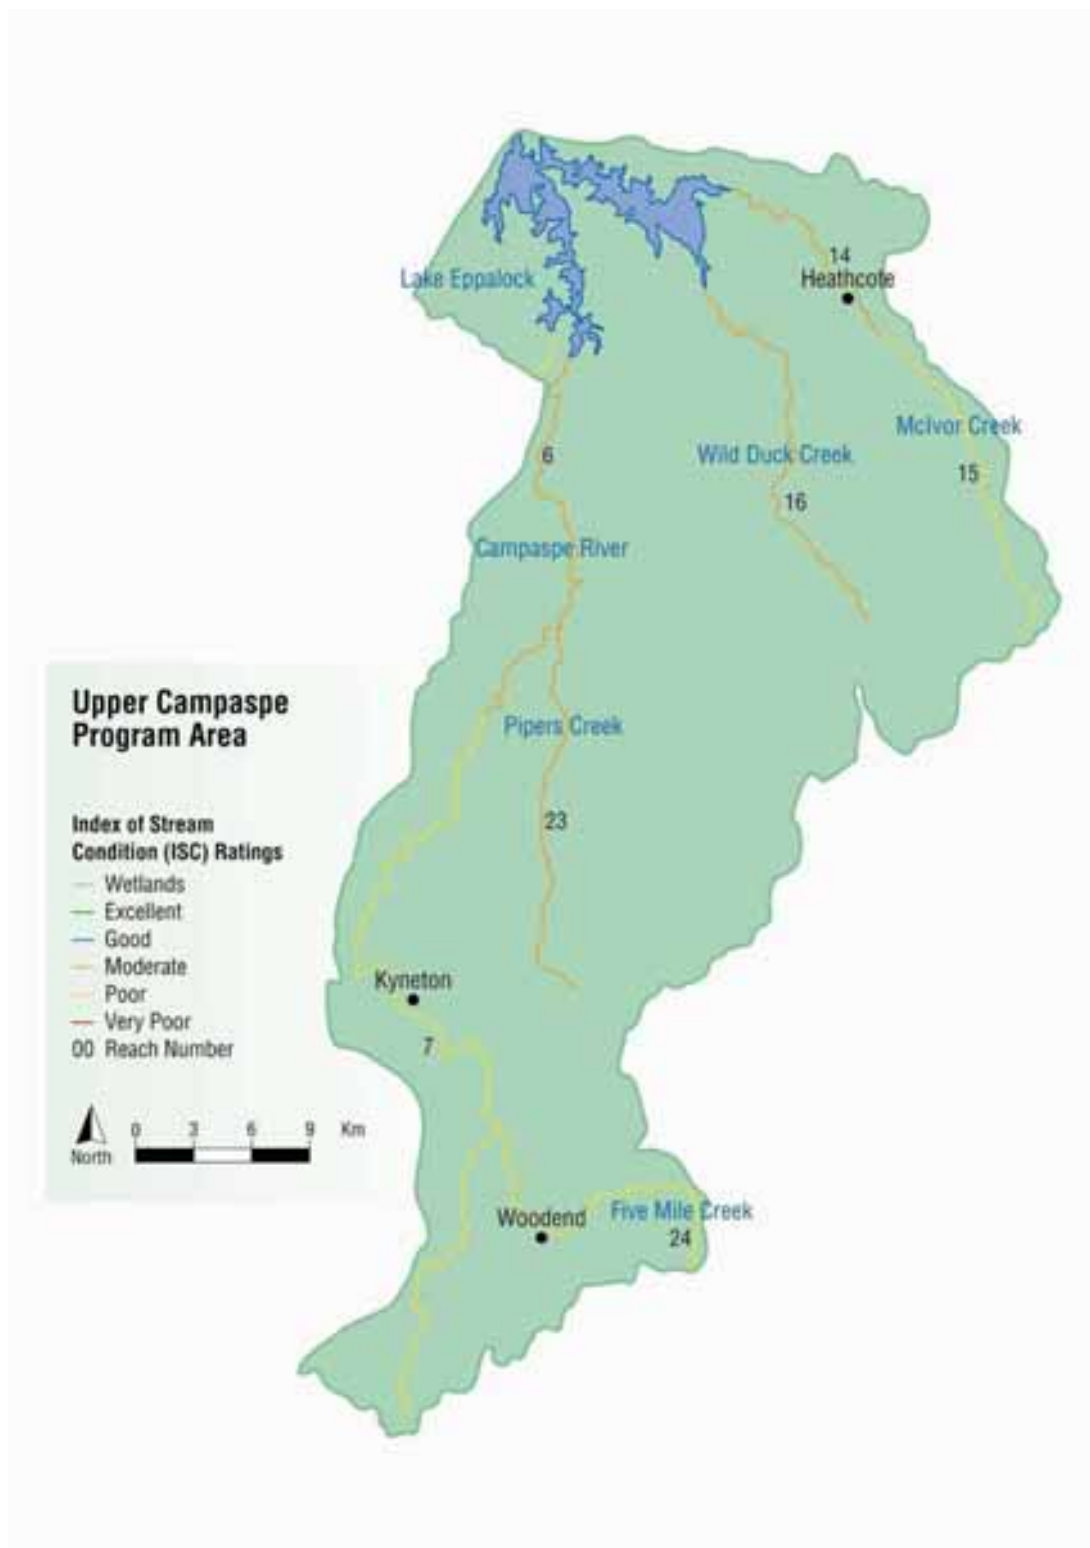 Lake Eppalock
14
Heathcote
McIvor Creek
15
6
Wild Duck Creek
16
Campaspe River
Pipers Creek
23
Kyneton
7
Woodend
Five Mile Creek
24
Upper Campaspe
Program Area
Index of Stream
Condition (ISC) Ratings
Wetlands
Excellent
Good
Moderate
Poor
Very Poor
00 Reach Number
North
0 3 6 9 Km